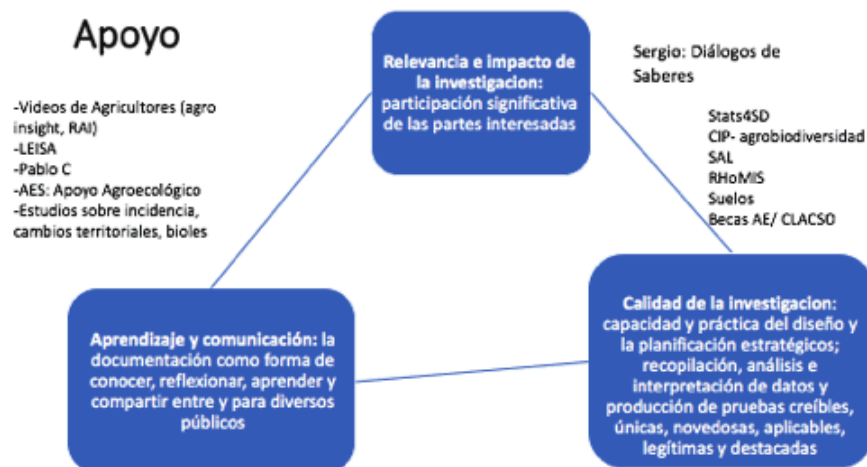 Apoyo
-Videos de Agricultores (agro
insight, RAI)
-LEISA
-Pablo C
-AES: Apoyo Agroecológico
-Estudios sobre incidencia,
cambios territoriales, bioles
Relevancia e impacto de
la investigacion:
participación significativa
de las partes interesadas
Sergio: Diálogos de
Saberes
Stats4SD
CIP- agrobiodiversidad
SAL
RHoMIS
Suelos
Becas AE/ CLACSO
Aprendizaje y comunicación: la
documentación como forma de
conocer, reflexionar, aprender y
compartir entre y para diversos
públicos
Calidad de la investigacion:
capacidad y práctica del diseño y
la planificación estratégicos;
recopilación, análisis e
interpretación de datos y
producción de pruebas creíbles,
únicas, novedosas, aplicables,
legítimas y destacadas